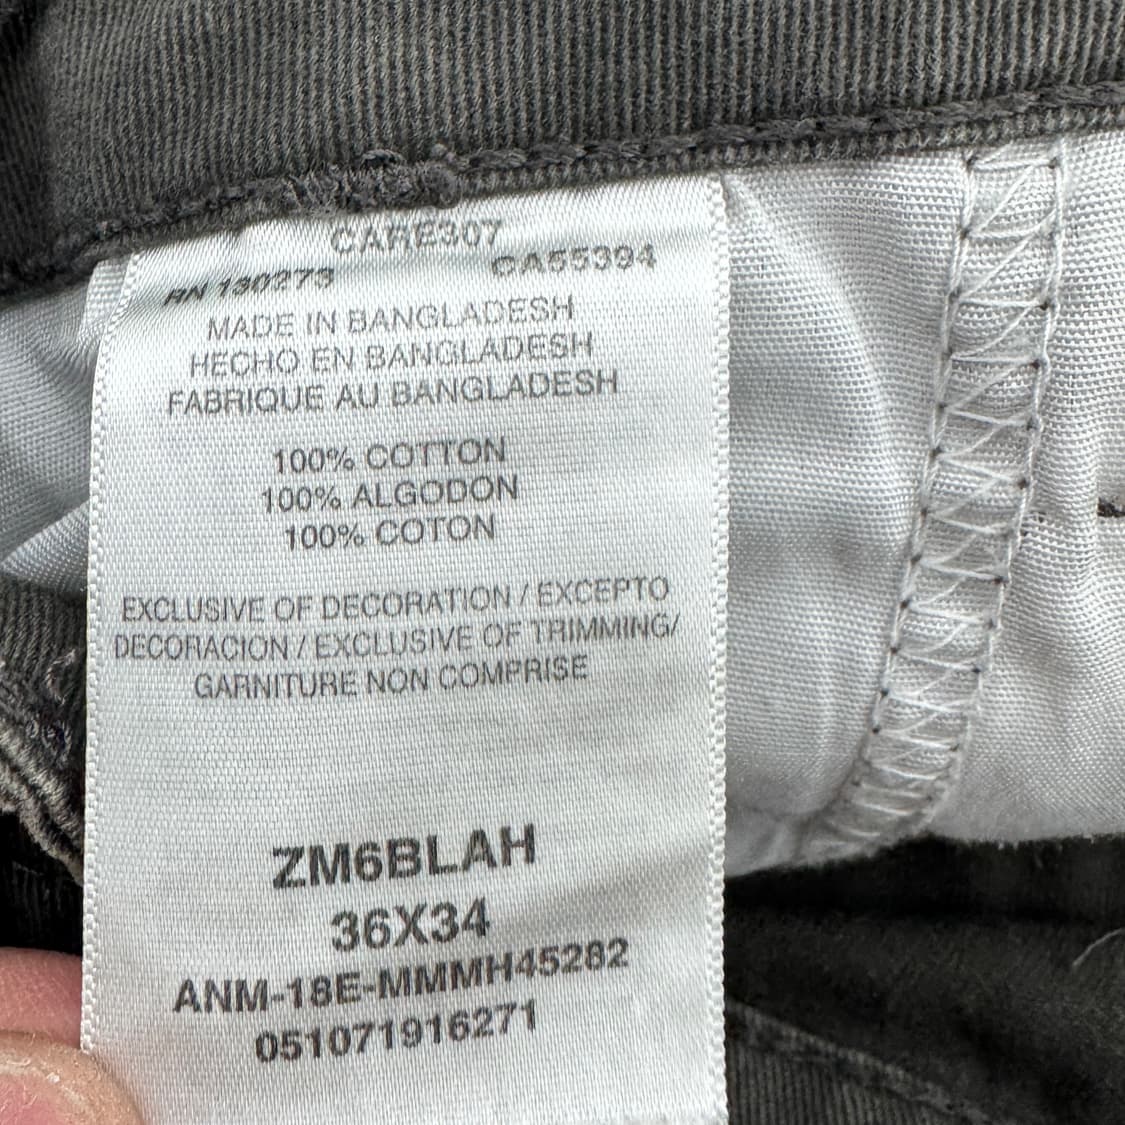 CARE307
RN 130273 CA55394
MADE IN BANGLADESH
HECHO EN BANGLADESH
FABRIQUE AU BANGLADESH
100% COTTON
100% ALGODON
100% COTON
EXCLUSIVE OF DECORATION / EXCEPTO
DECORACION / EXCLUSIVE OF TRIMMING/
GARNITURE NON COMPRISE
ZM6BLAH
36X34
ANM-18E-MMMH45282
051071916271